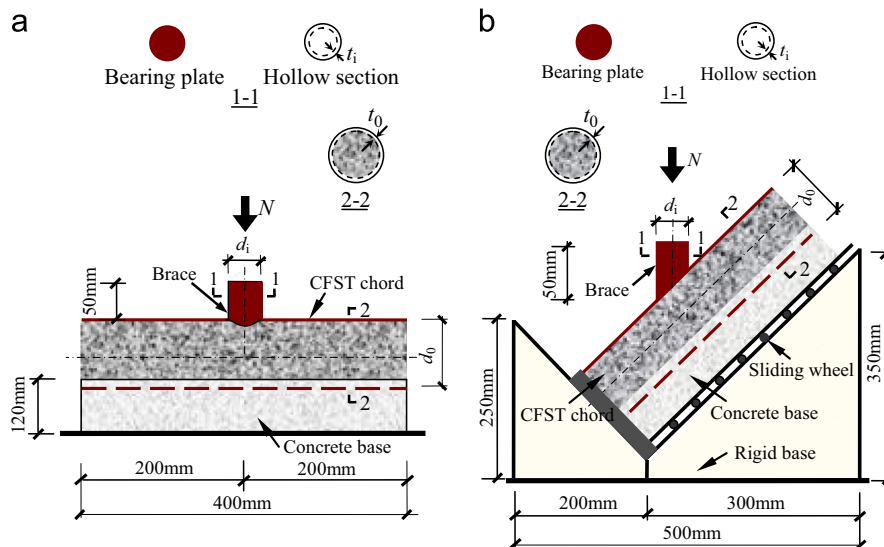 a
Bearing plate
Hollow section
tᵢ
1-1
t₀
2-2
N
dᵢ
Brace
1
1
CFST chord
2
50mm
d₀
120mm
2
Concrete base
200mm
200mm
400mm
b
Bearing plate
Hollow section
tᵢ
1-1
t₀
2-2
N
dᵢ
2
d₀
1
1
50mm
Brace
2
Sliding wheel
250mm
350mm
CFST chord
Concrete base
Rigid base
200mm
300mm
500mm